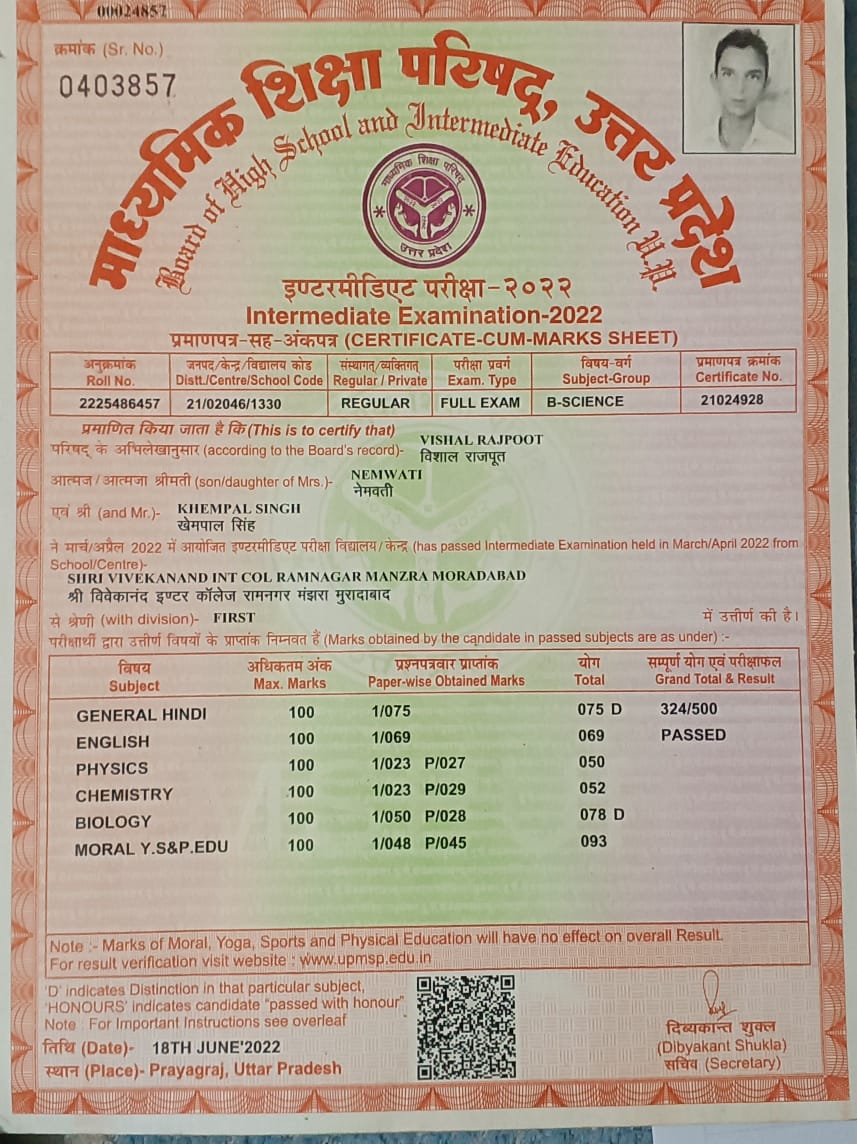 00024857
क्रमांक (Sr. No.)
0403857
माध्यमिक शिक्षा परिषद्, उत्तर प्रदेश
Board of High School and Intermediate Education U.P.
माध्यमिक शिक्षा परिषद
उत्तर प्रदेश
इण्टरमीडिएट परीक्षा-२०२२
Intermediate Examination-2022
प्रमाणपत्र-सह-अंकपत्र (CERTIFICATE-CUM-MARKS SHEET)
अनुक्रमांक जनपद/केन्द्र/विद्यालय कोड संस्थागत/व्यक्तिगत परीक्षा प्रवर्ग विषय-वर्ग प्रमाणपत्र क्रमांक
Roll No. Distt./Centre/School Code Regular / Private Exam. Type Subject-Group Certificate No.
2225486457 21/02046/1330 REGULAR FULL EXAM B-SCIENCE 21024928
प्रमाणित किया जाता है कि (This is to certify that)
परिषद् के अभिलेखानुसार (according to the Board's record)- VISHAL RAJPOOT
विशाल राजपूत
आत्मज/आत्मजा श्रीमती (son/daughter of Mrs.)- NEMWATI
नेमवती
एवं श्री (and Mr.)- KHEMPAL SINGH
खेमपाल सिंह
ने मार्च/अप्रैल 2022 में आयोजित इण्टरमीडिएट परीक्षा विद्यालय/केन्द्र (has passed Intermediate Examination held in March/April 2022 from
School/Centre)-
SHRI VIVEKANAND INT COL RAMNAGAR MANZRA MORADABAD
श्री विवेकानंद इण्टर कॉलेज रामनगर मंझरा मुरादाबाद
से श्रेणी (with division)- FIRST में उत्तीर्ण की है।
परीक्षार्थी द्वारा उत्तीर्ण विषयों के प्राप्तांक निम्नवत हैं (Marks obtained by the candidate in passed subjects are as under) :-
विषय अधिकतम अंक प्रश्नपत्रवार प्राप्तांक योग सम्पूर्ण योग एवं परीक्षाफल
Subject Max. Marks Paper-wise Obtained Marks Total Grand Total & Result
GENERAL HINDI 100 1/075 075 D 324/500
ENGLISH 100 1/069 069 PASSED
PHYSICS 100 1/023 P/027 050
CHEMISTRY 100 1/023 P/029 052
BIOLOGY 100 1/050 P/028 078 D
MORAL Y.S&P.EDU 100 1/048 P/045 093
Note :- Marks of Moral, Yoga, Sports and Physical Education will have no effect on overall Result.
For result verification visit website : www.upmsp.edu.in
'D' indicates Distinction in that particular subject,
'HONOURS' indicates candidate "passed with honour"
Note : For Important Instructions see overleaf
तिथि (Date)- 18TH JUNE'2022
स्थान (Place)- Prayagraj, Uttar Pradesh
दिव्यकान्त शुक्ल
(Dibyakant Shukla)
सचिव (Secretary)